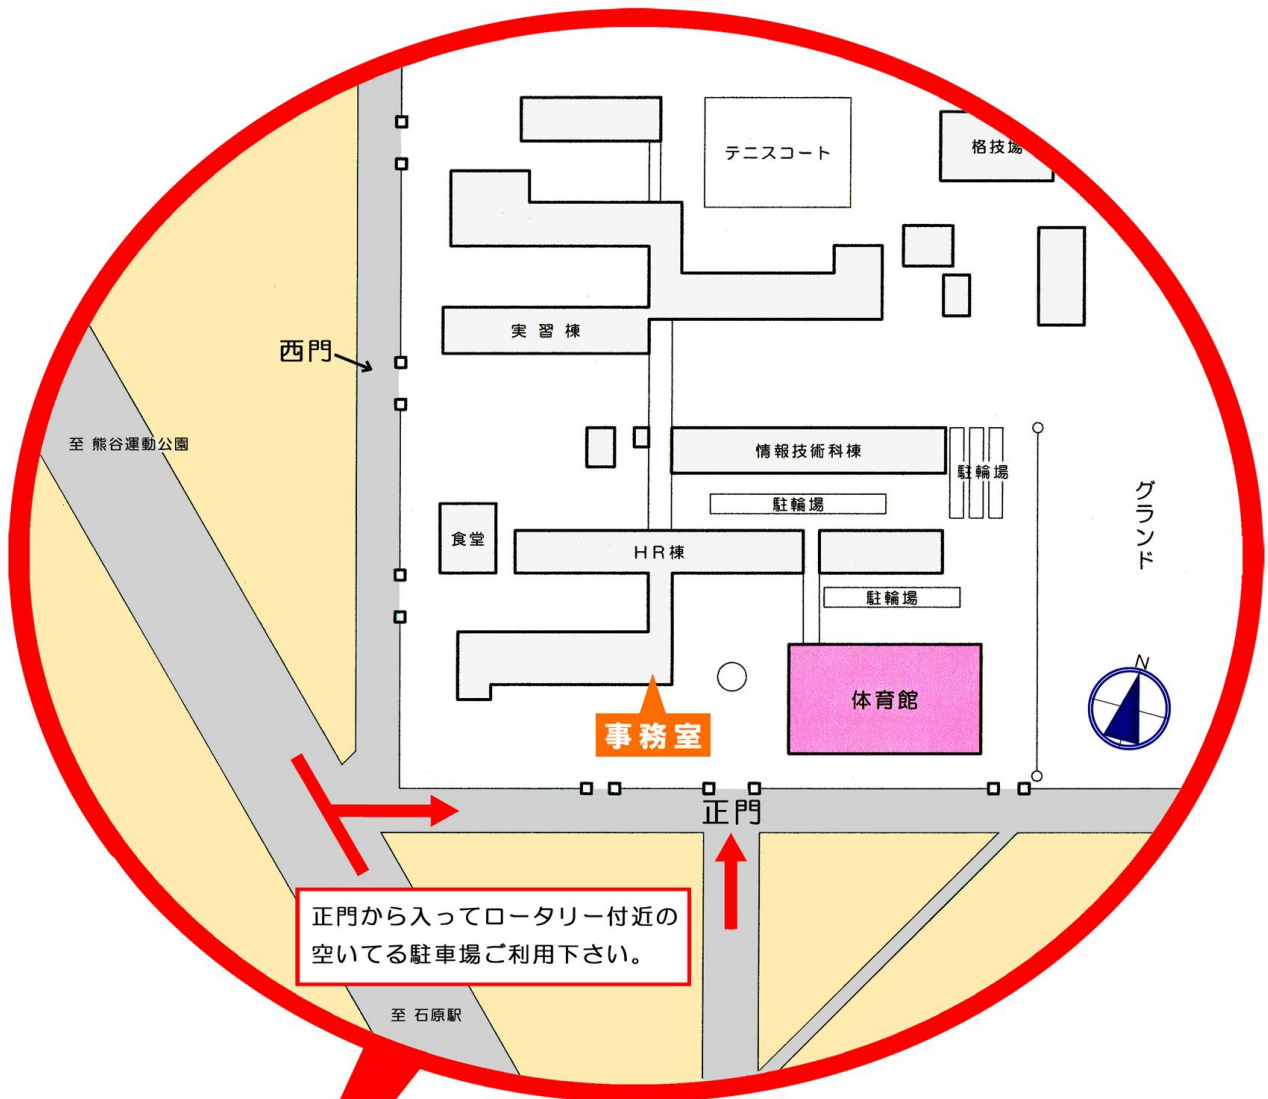 テニスコート
格技場
実習棟
西門
至 熊谷運動公園
情報技術科棟
駐輪場
駐輪場
グランド
食堂
HR棟
駐輪場
N
体育館
事務室
正門
正門から入ってロータリー付近の
空いてる駐車場ご利用下さい。
至 石原駅